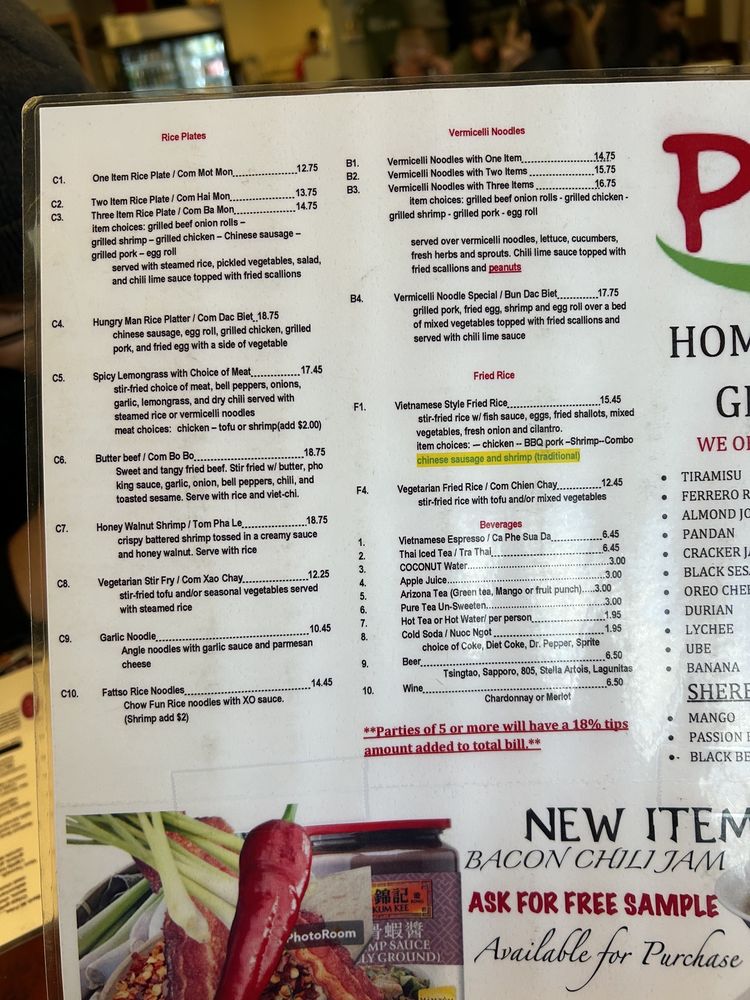 Rice Plates
C1. One Item Rice Plate / Com Mot Mon 12.75
C2. Two Item Rice Plate / Com Hai Mon 13.75
C3. Three Item Rice Plate / Com Ba Mon 14.75
item choices: grilled beef onion rolls –
grilled shrimp – grilled chicken – Chinese sausage –
grilled pork – egg roll
served with steamed rice, pickled vegetables, salad,
and chili lime sauce topped with fried scallions
C4. Hungry Man Rice Platter / Com Dac Biet 18.75
chinese sausage, egg roll, grilled chicken, grilled
pork, and fried egg with a side of vegetable
C5. Spicy Lemongrass with Choice of Meat 17.45
stir-fried choice of meat, bell peppers, onions,
garlic, lemongrass, and dry chili served with
steamed rice or vermicelli noodles
meat choices: chicken – tofu or shrimp(add $2.00)
C6. Butter beef / Com Bo Bo 18.75
Sweet and tangy fried beef. Stir fried w/ butter, pho
king sauce, garlic, onion, bell peppers, chili, and
toasted sesame. Serve with rice and viet-chi.
C7. Honey Walnut Shrimp / Tom Pha Le 18.75
crispy battered shrimp tossed in a creamy sauce
and honey walnut. Serve with rice
C8. Vegetarian Stir Fry / Com Xao Chay 12.25
stir-fried tofu and/or seasonal vegetables served
with steamed rice
C9. Garlic Noodle 10.45
Angle noodles with garlic sauce and parmesan
cheese
C10. Fattso Rice Noodles 14.45
Chow Fun Rice noodles with XO sauce.
(Shrimp add $2)
Vermicelli Noodles
B1. Vermicelli Noodles with One Item 14.75
B2. Vermicelli Noodles with Two Items 15.75
B3. Vermicelli Noodles with Three Items 16.75
item choices: grilled beef onion rolls - grilled chicken -
grilled shrimp - grilled pork - egg roll
served over vermicelli noodles, lettuce, cucumbers,
fresh herbs and sprouts. Chili lime sauce topped with
fried scallions and peanuts
B4. Vermicelli Noodle Special / Bun Dac Biet 17.75
grilled pork, fried egg, shrimp and egg roll over a bed
of mixed vegetables topped with fried scallions and
served with chili lime sauce
Fried Rice
F1. Vietnamese Style Fried Rice 15.45
stir-fried rice w/ fish sauce, eggs, fried shallots, mixed
vegetables, fresh onion and cilantro.
item choices: –- chicken -- BBQ pork –Shrimp--Combo
chinese sausage and shrimp (traditional)
F4. Vegetarian Fried Rice / Com Chien Chay 12.45
stir-fried rice with tofu and/or mixed vegetables
Beverages
1. Vietnamese Espresso / Ca Phe Sua Da 6.45
2. Thai Iced Tea / Tra Thai 6.45
3. COCONUT Water 3.00
4. Apple Juice 3.00
5. Arizona Tea (Green tea, Mango or fruit punch) 3.00
6. Pure Tea Un-Sweeten 3.00
7. Hot Tea or Hot Water/ per person 1.95
8. Cold Soda / Nuoc Ngot 1.95
choice of Coke, Diet Coke, Dr. Pepper, Sprite
9. Beer 6.50
Tsingtao, Sapporo, 805, Stella Artois, Lagunitas
10. Wine 6.50
Chardonnay or Merlot
**Parties of 5 or more will have a 18% tips
amount added to total bill.**
P
HOM
GI
WE O
• TIRAMISU
• FERRERO R
• ALMOND JO
• PANDAN
• CRACKER JA
• BLACK SES
• OREO CHE
• DURIAN
• LYCHEE
• UBE
• BANANA
SHERB
• MANGO
• PASSION
• BLACK BE
NEW ITEM
BACON CHILI JAM
ASK FOR FREE SAMPLE
Available for Purchase
錦記
KUM KEE
PhotoRoom
蝦醬
MP SAUCE
LY GROUND)